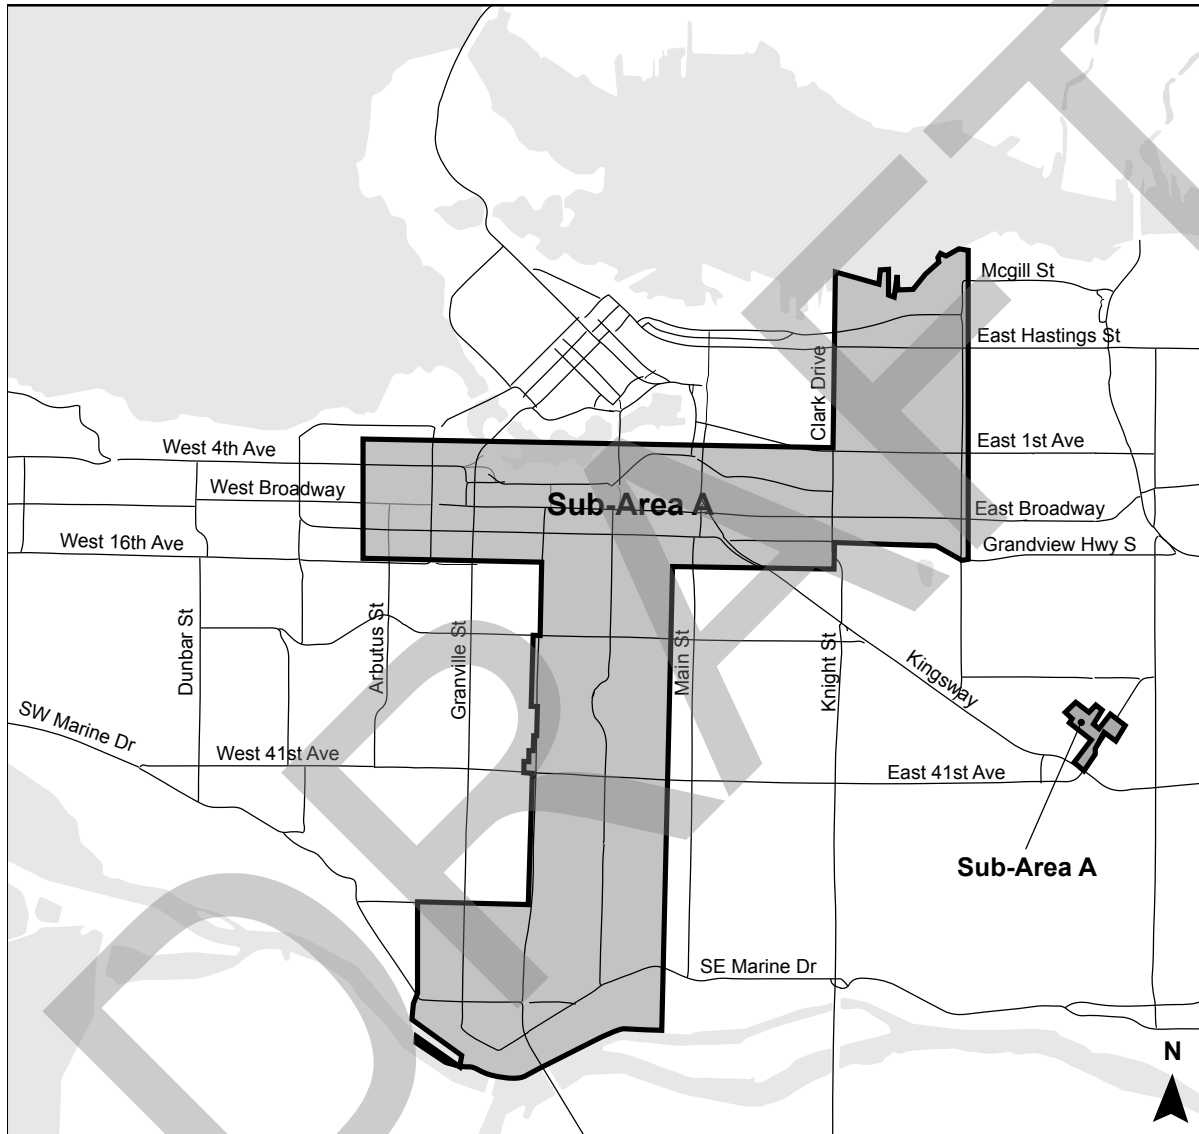 Mcgill St
East Hastings St
Clark Drive
East 1st Ave
West 4th Ave
West Broadway
Sub-Area A
East Broadway
West 16th Ave
Grandview Hwy S
Dunbar St
Arbutus St
Granville St
Main St
Knight St
Kingsway
SW Marine Dr
West 41st Ave
East 41st Ave
Sub-Area A
SE Marine Dr
N
DRAFT